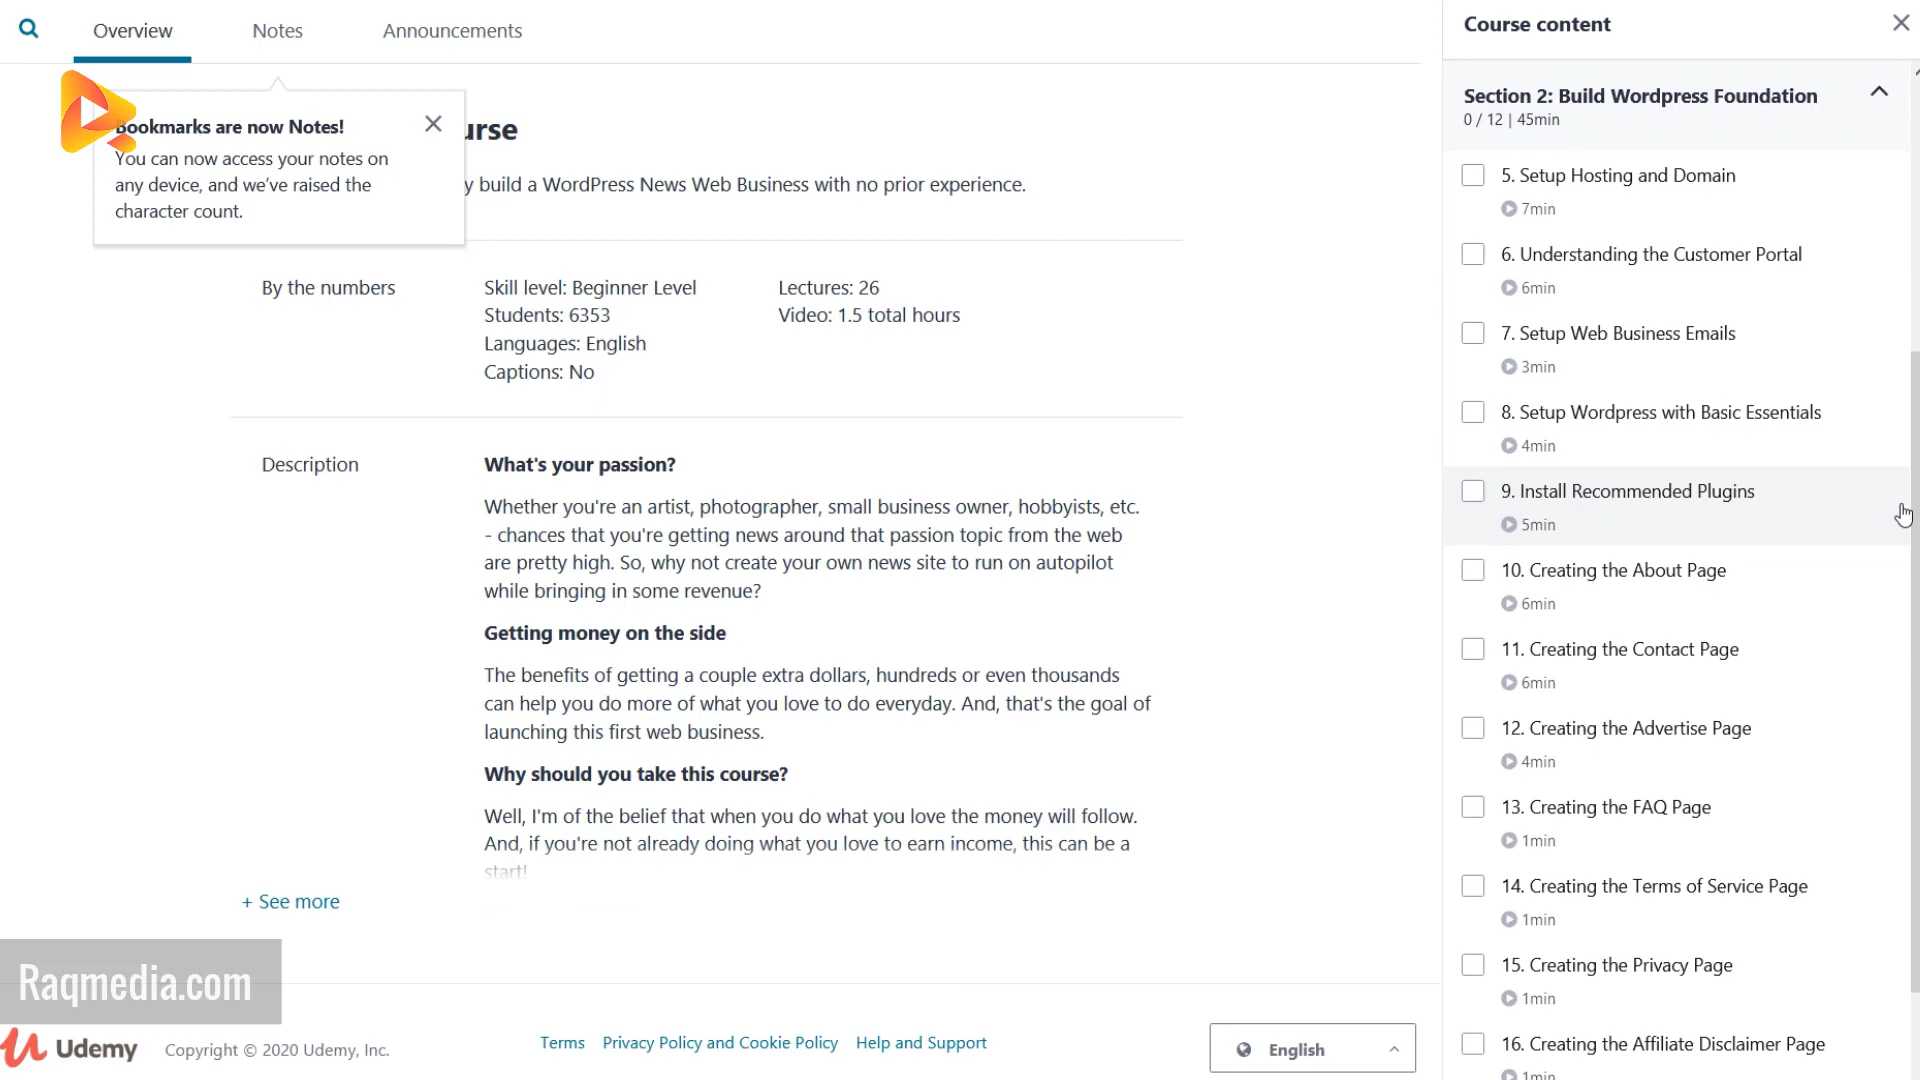 Overview
Notes
Announcements
Bookmarks are now Notes!
You can now access your notes on
any device, and we've raised the
character count.
urse
y build a WordPress News Web Business with no prior experience.
By the numbers
Skill level: Beginner Level
Students: 6353
Languages: English
Captions: No
Lectures: 26
Video: 1.5 total hours
Description
What's your passion?
Whether you're an artist, photographer, small business owner, hobbyists, etc.
- chances that you're getting news around that passion topic from the web
are pretty high. So, why not create your own news site to run on autopilot
while bringing in some revenue?
Getting money on the side
The benefits of getting a couple extra dollars, hundreds or even thousands
can help you do more of what you love to do everyday. And, that's the goal of
launching this first web business.
Why should you take this course?
Well, I'm of the belief that when you do what you love the money will follow.
And, if you're not already doing what you love to earn income, this can be a
start!
+ See more
Raqmedia.com
Udemy
Copyright © 2020 Udemy, Inc.
Terms
Privacy Policy and Cookie Policy
Help and Support
English
Course content
Section 2: Build Wordpress Foundation
0 / 12 | 45min
5. Setup Hosting and Domain
7min
6. Understanding the Customer Portal
6min
7. Setup Web Business Emails
3min
8. Setup Wordpress with Basic Essentials
4min
9. Install Recommended Plugins
5min
10. Creating the About Page
6min
11. Creating the Contact Page
6min
12. Creating the Advertise Page
4min
13. Creating the FAQ Page
1min
14. Creating the Terms of Service Page
1min
15. Creating the Privacy Page
1min
16. Creating the Affiliate Disclaimer Page
1min